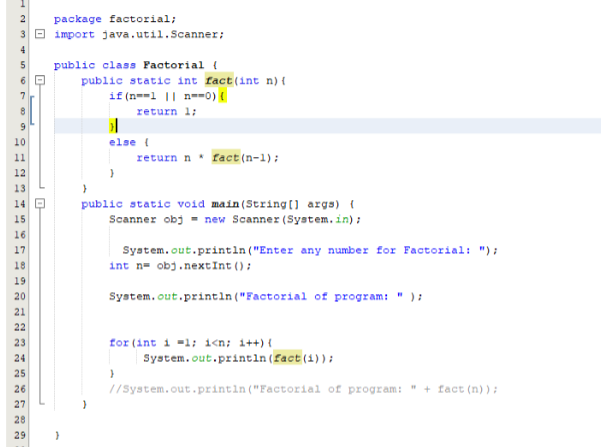 1
2 package factorial;
3 import java.util.Scanner;
4
5 public class Factorial {
6 public static int fact(int n){
7 if(n==1 || n==0){
8 return 1;
9 }
10 else {
11 return n * fact(n-1);
12 }
13 }
14 public static void main(String[] args) {
15 Scanner obj = new Scanner(System.in);
16
17 System.out.println("Enter any number for Factorial: ");
18 int n= obj.nextInt();
19
20 System.out.println("Factorial of program: " );
21
22
23 for(int i =1; i<n; i++){
24 System.out.println(fact(i));
25 }
26 //System.out.println("Factorial of program: " + fact(n));
27 }
28
29 }